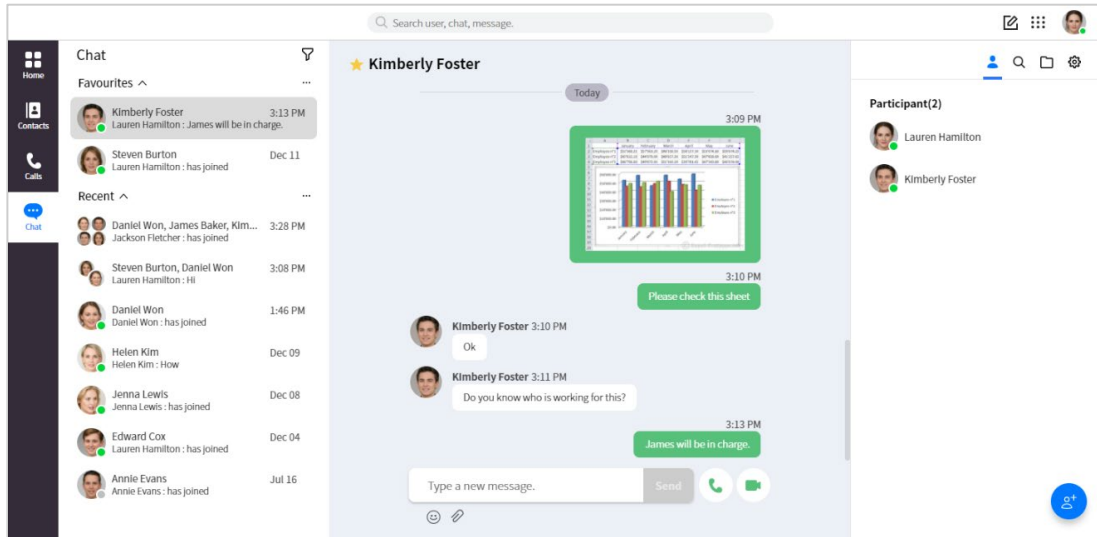 Search user, chat, message.
Home
Contacts
Calls
Chat
Chat
Favourites
Kimberly Foster 3:13 PM
Lauren Hamilton : James will be in charge.
Steven Burton Dec 11
Lauren Hamilton : has joined
Recent
Daniel Won, James Baker, Kim... 3:28 PM
Jackson Fletcher : has joined
Steven Burton, Daniel Won 3:08 PM
Lauren Hamilton : Hi
Daniel Won 1:46 PM
Daniel Won : has joined
Helen Kim Dec 09
Helen Kim : How
Jenna Lewis Dec 08
Jenna Lewis : has joined
Edward Cox Dec 04
Lauren Hamilton : has joined
Annie Evans Jul 16
Annie Evans : has joined
Kimberly Foster
Today
3:09 PM
January February March April May June
3:10 PM
Please check this sheet
Kimberly Foster 3:10 PM
Ok
Kimberly Foster 3:11 PM
Do you know who is working for this?
3:13 PM
James will be in charge.
Type a new message.
Send
Participant(2)
Lauren Hamilton
Kimberly Foster